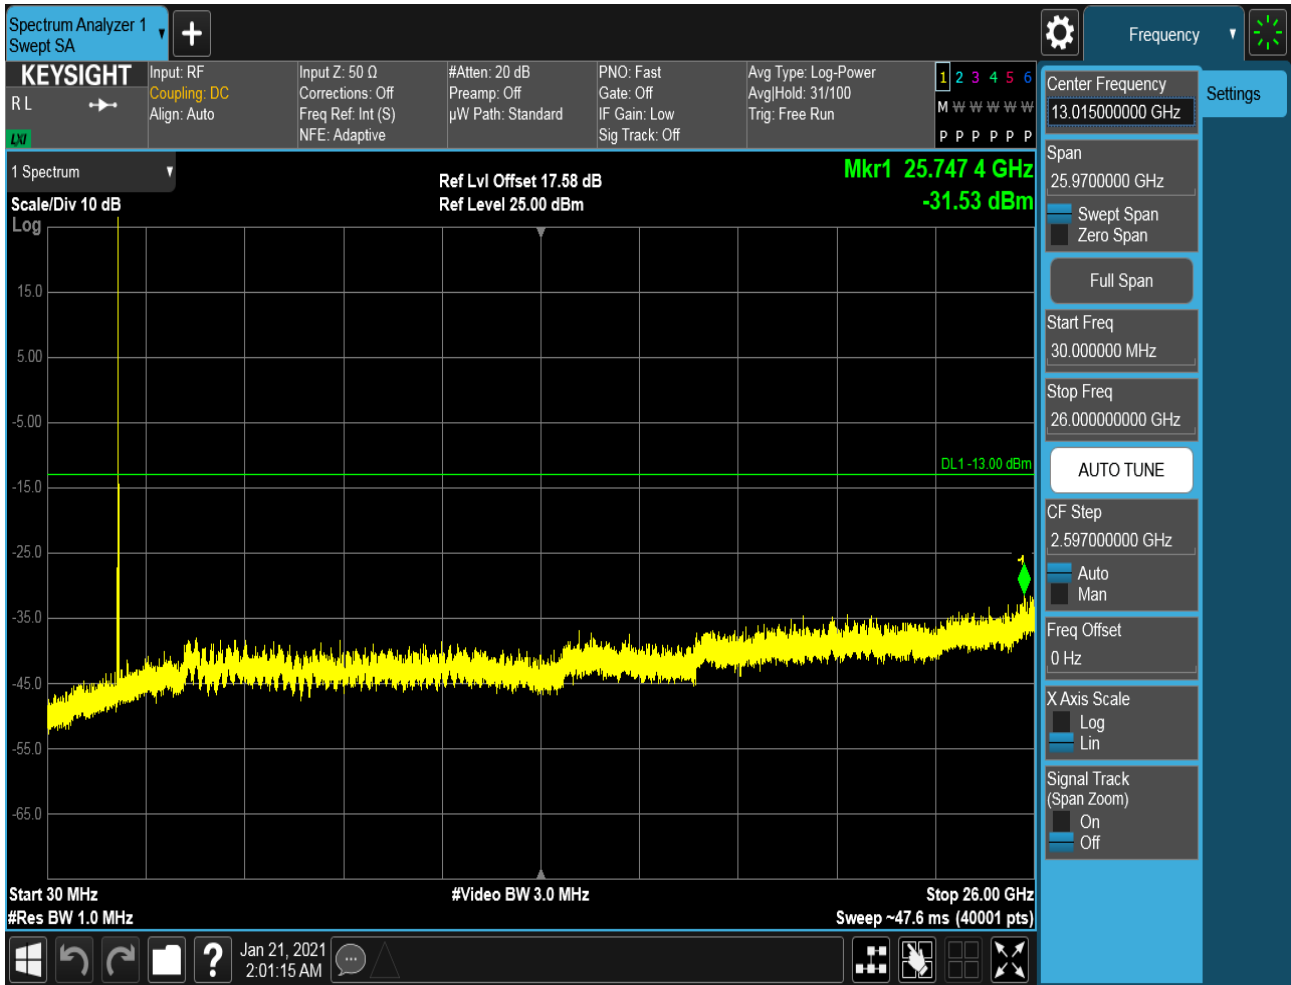 Spectrum Analyzer 1
Swept SA
Frequency
KEYSIGHT
R L
LXI
Input: RF
Coupling: DC
Align: Auto
Input Z: 50 Ω
Corrections: Off
Freq Ref: Int (S)
NFE: Adaptive
#Atten: 20 dB
Preamp: Off
µW Path: Standard
PNO: Fast
Gate: Off
IF Gain: Low
Sig Track: Off
Avg Type: Log-Power
Avg|Hold: 31/100
Trig: Free Run
1 2 3 4 5 6
M W W W W W
P P P P P P
1 Spectrum
Scale/Div 10 dB
Log
Ref Lvl Offset 17.58 dB
Ref Level 25.00 dBm
Mkr1 25.747 4 GHz
-31.53 dBm
15.0
5.00
-5.00
-15.0
-25.0
-35.0
-45.0
-55.0
-65.0
DL1 -13.00 dBm
1
Start 30 MHz
#Res BW 1.0 MHz
#Video BW 3.0 MHz
Stop 26.00 GHz
Sweep ~47.6 ms (40001 pts)
Jan 21, 2021
2:01:15 AM
Center Frequency
13.015000000 GHz
Settings
Span
25.9700000 GHz
Swept Span
Zero Span
Full Span
Start Freq
30.000000 MHz
Stop Freq
26.000000000 GHz
AUTO TUNE
CF Step
2.597000000 GHz
Auto
Man
Freq Offset
0 Hz
X Axis Scale
Log
Lin
Signal Track
(Span Zoom)
On
Off